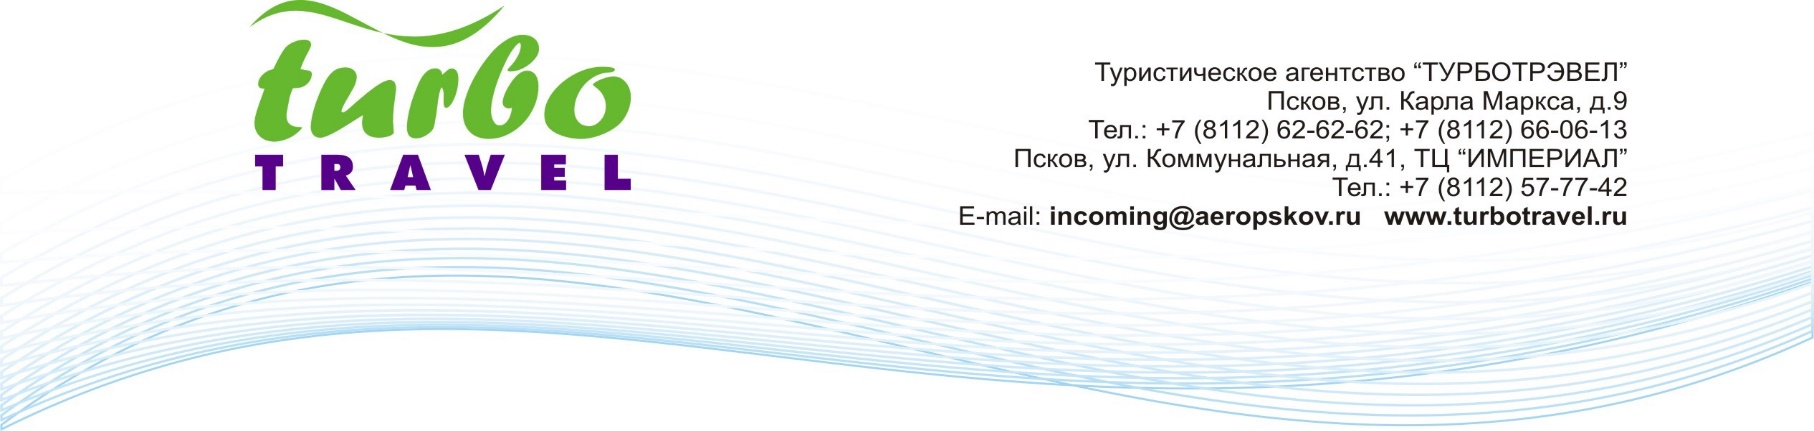 turbo
TRAVEL
Туристическое агентство “ТУРБОТРЭВЕЛ”
Псков, ул. Карла Маркса, д.9
Тел.: +7 (8112) 62-62-62; +7 (8112) 66-06-13
Псков, ул. Коммунальная, д.41, ТЦ “ИМПЕРИАЛ”
Тел.: +7 (8112) 57-77-42
E-mail: incoming@aeropskov.ru www.turbotravel.ru